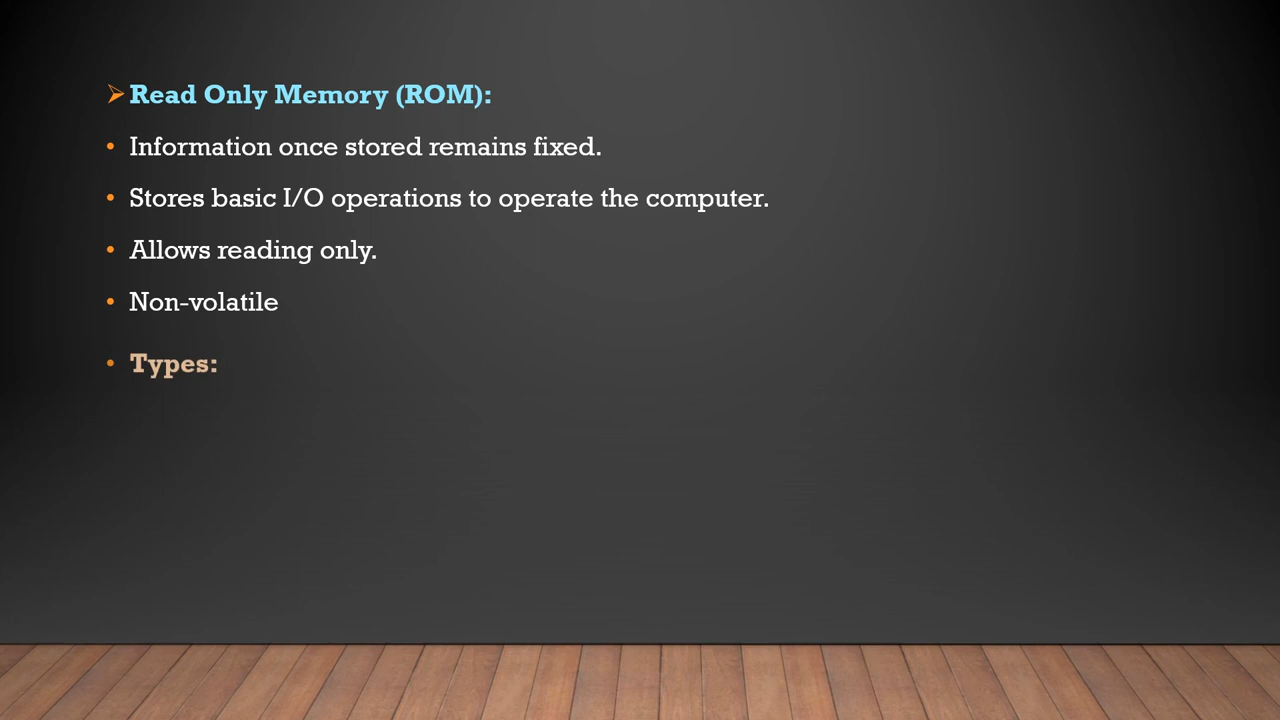 ➢Read Only Memory (ROM):
• Information once stored remains fixed.
• Stores basic I/O operations to operate the computer.
• Allows reading only.
• Non-volatile
• Types: